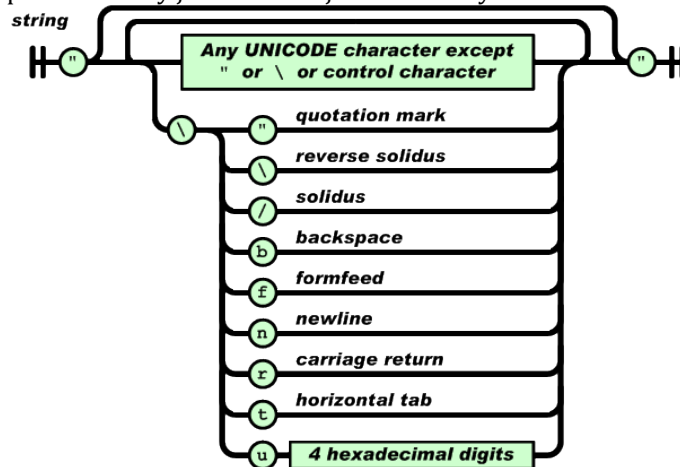 string
" Any UNICODE character except "
" or \ or control character
\ " quotation mark
\ reverse solidus
/ solidus
b backspace
f formfeed
n newline
r carriage return
t horizontal tab
u 4 hexadecimal digits